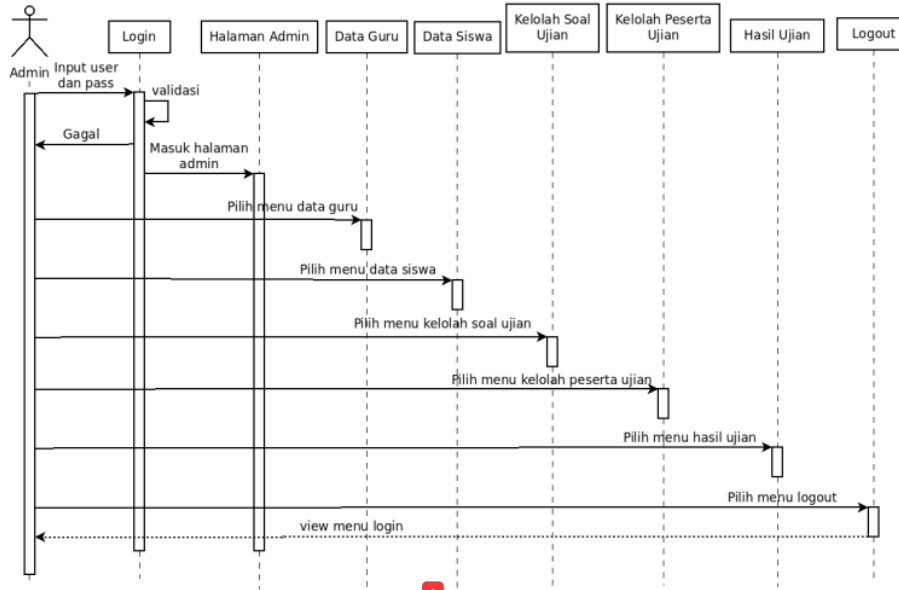 Login
Halaman Admin
Data Guru
Data Siswa
Kelolah Soal
Ujian
Kelolah Peserta
Ujian
Hasil Ujian
Logout
Admin
Input user
dan pass
validasi
Gagal
Masuk halaman
admin
Pilih menu data guru
Pilih menu data siswa
Pilih menu kelolah soal ujian
Pilih menu kelolah peserta ujian
Pilih menu hasil ujian
Pilih menu logout
view menu login